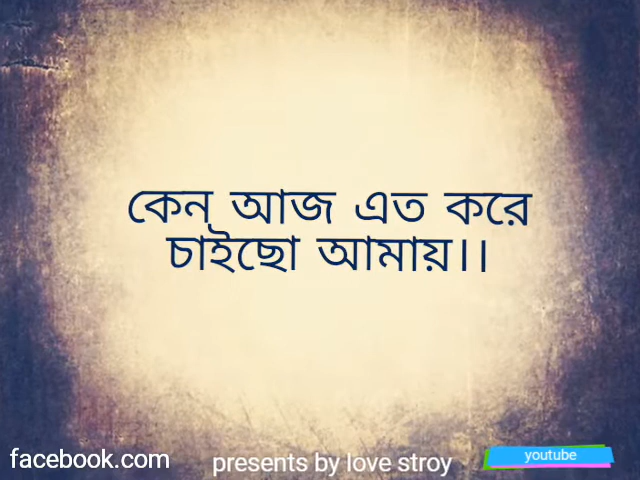 কেন আজ এত করে
চাইছো আমায়।।
facebook.com
presents by love stroy
youtube